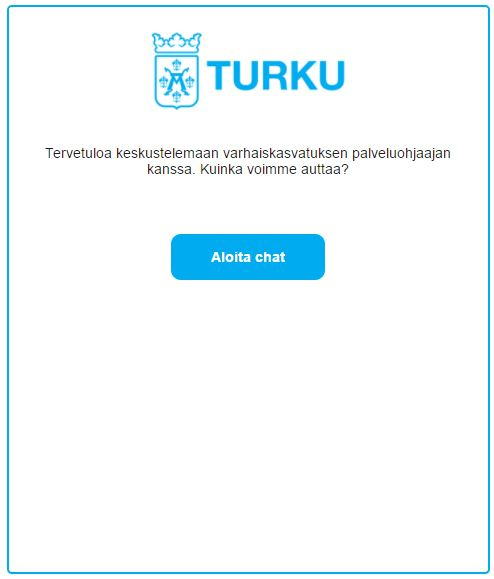 TURKU
Tervetuloa keskustelemaan varhaiskasvatuksen palveluohjaajan
kanssa. Kuinka voimme auttaa?
Aloita chat